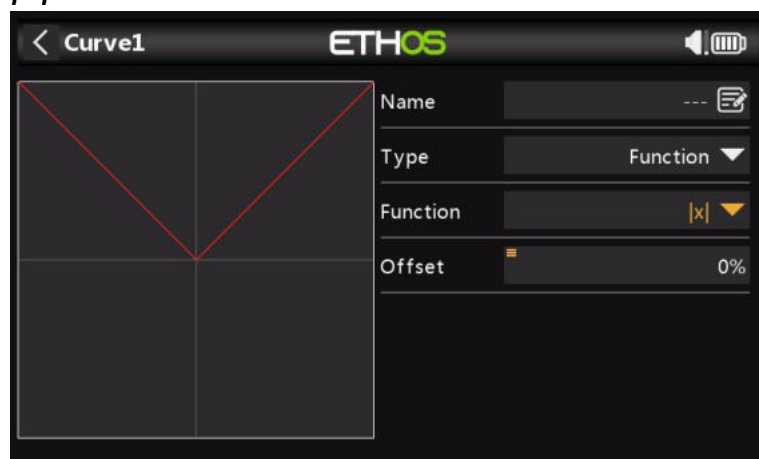 Curve1
ETHOS
Name ---
Type Function
Function |x|
Offset 0%